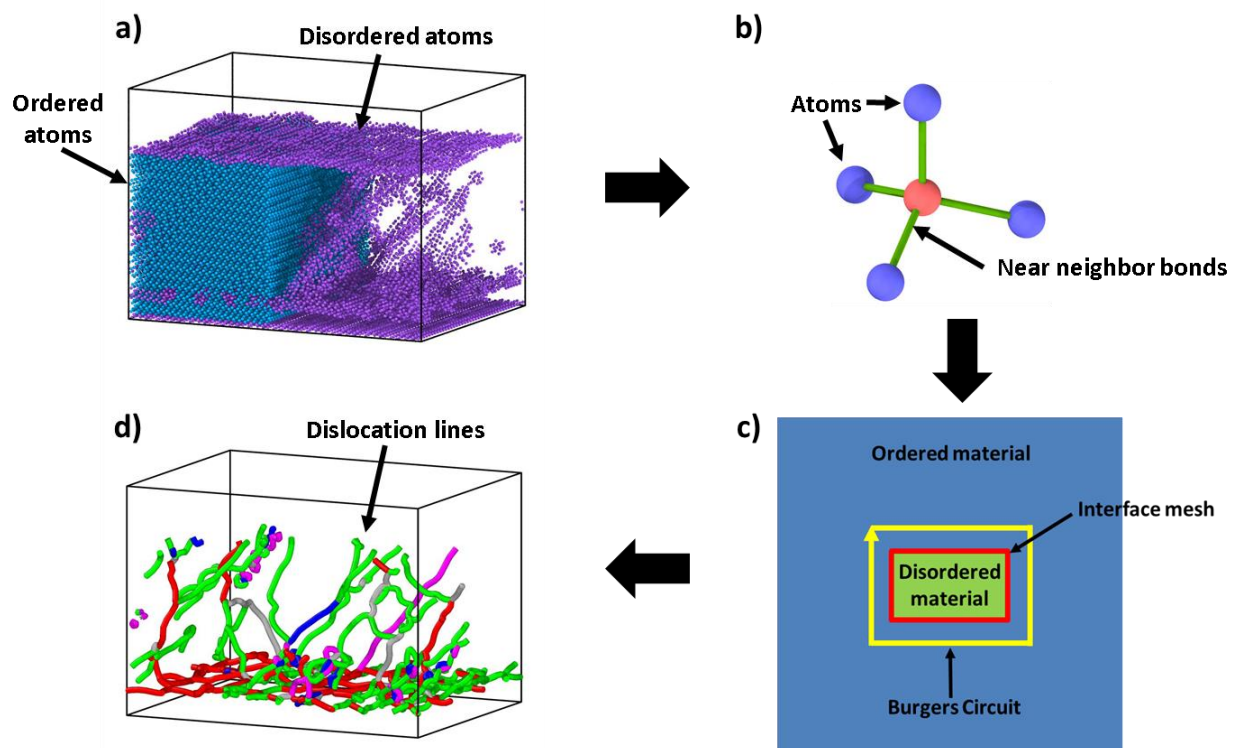 a)
Disordered atoms
Ordered
atoms
b)
Atoms
Near neighbor bonds
c)
Ordered material
Interface mesh
Disordered
material
Burgers Circuit
d)
Dislocation lines